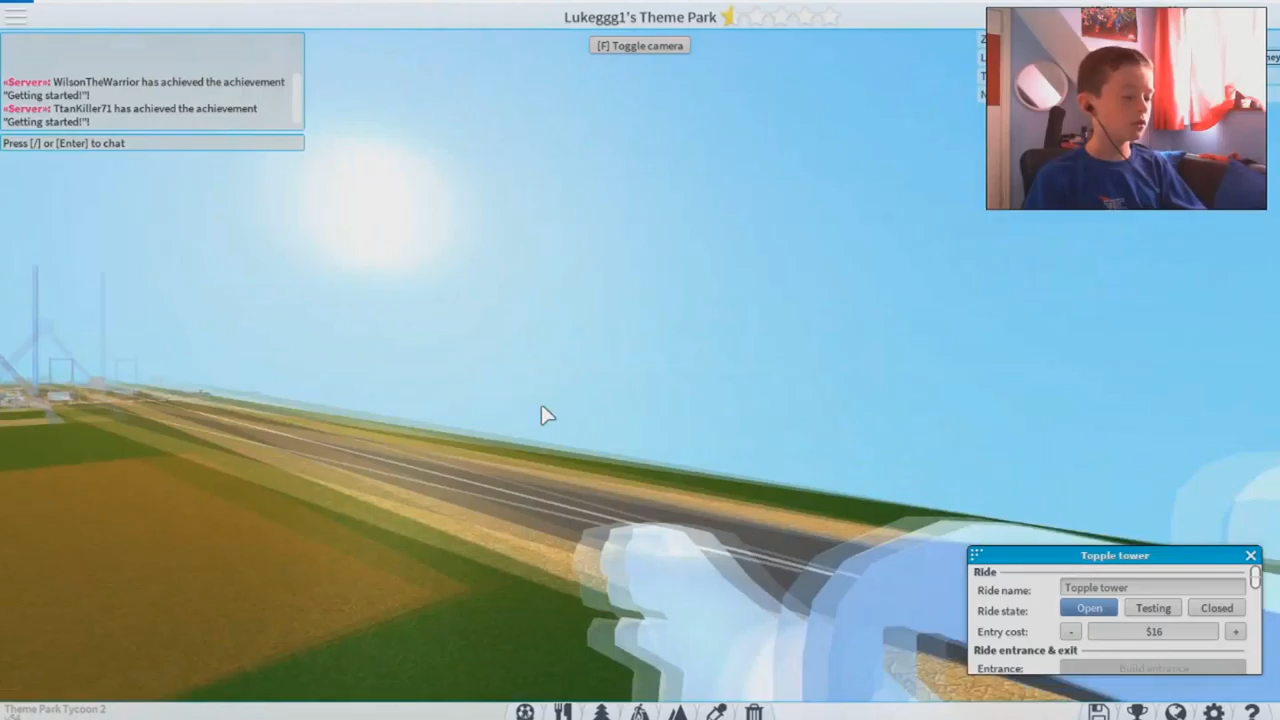 Lukeggg1's Theme Park
[F] Toggle camera
«Server»: WilsonTheWarrior has achieved the achievement
"Getting started!"!
«Server»: TtanKiller71 has achieved the achievement
"Getting started!"!
Press [/] or [Enter] to chat
Topple tower
Ride
Ride name: Topple tower
Ride state: Open Testing Closed
Entry cost: - $16 +
Ride entrance & exit
Entrance: Build entrance
Theme Park Tycoon 2